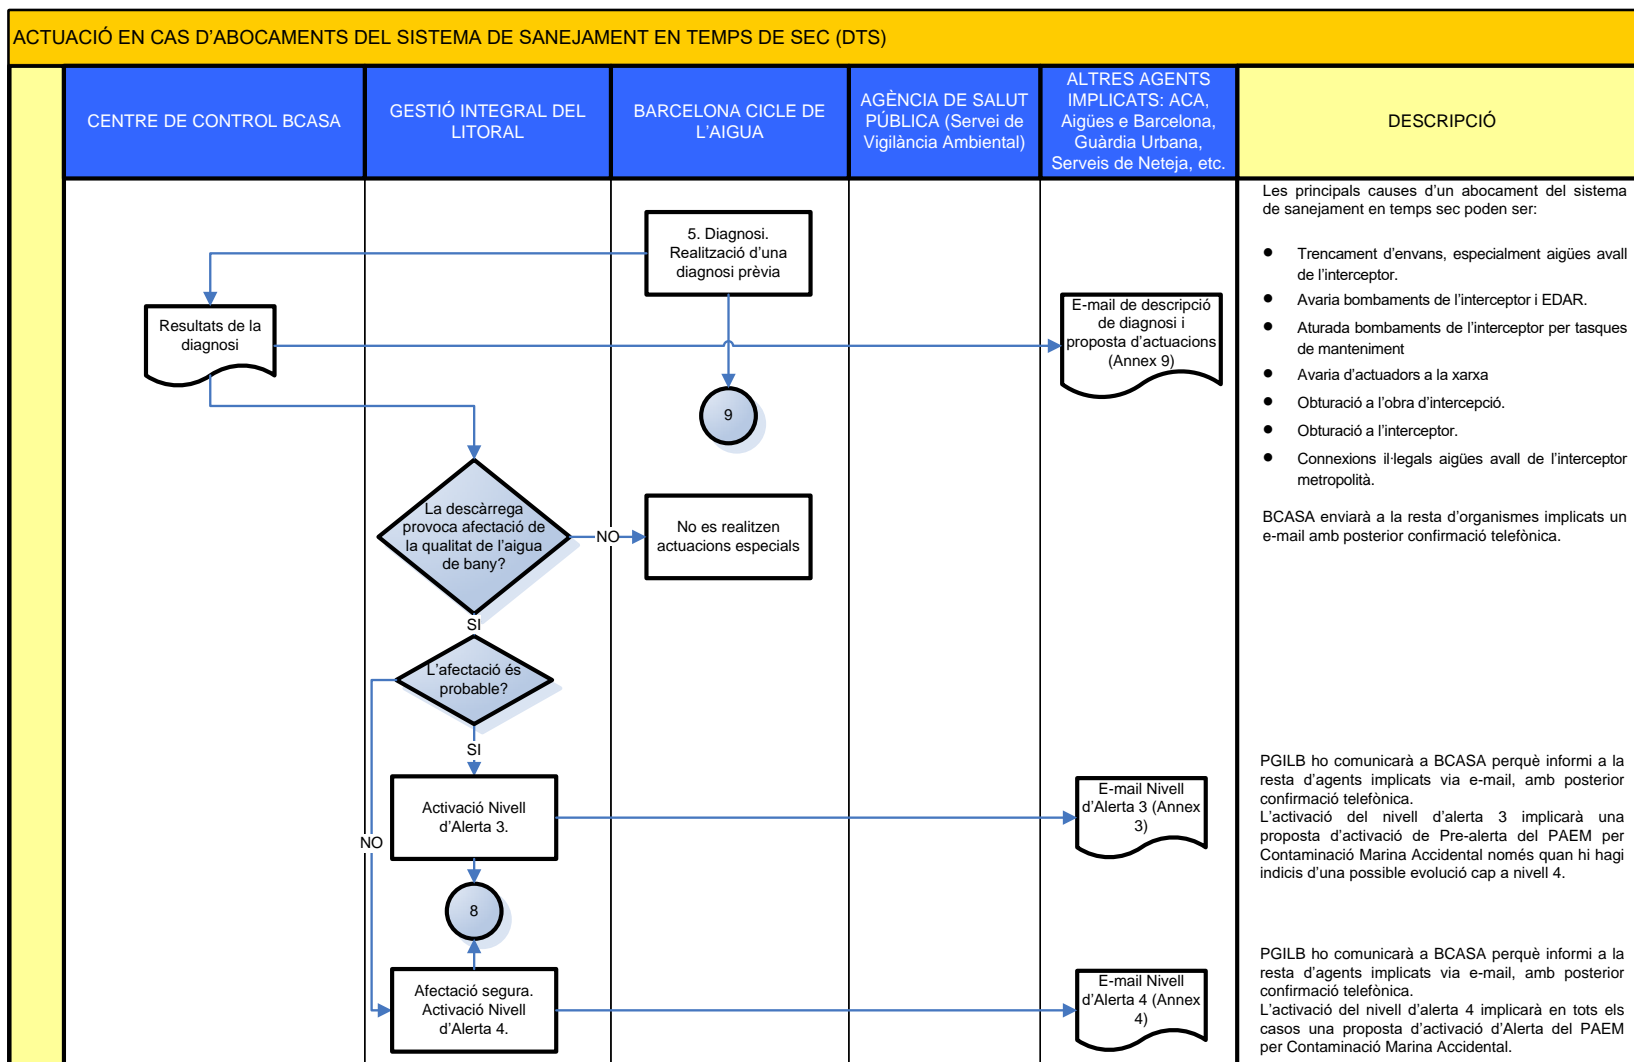 ACTUACIÓ EN CAS D'ABOCAMENTS DEL SISTEMA DE SANEJAMENT EN TEMPS DE SEC (DTS)
CENTRE DE CONTROL BCASA
GESTIÓ INTEGRAL DEL
LITORAL
BARCELONA CICLE DE
L'AIGUA
AGÈNCIA DE SALUT
PÚBLICA (Servei de
Vigilància Ambiental)
ALTRES AGENTS
IMPLICATS: ACA,
Aigües e Barcelona,
Guàrdia Urbana,
Serveis de Neteja, etc.
DESCRIPCIÓ
5. Diagnosi.
Realització d'una
diagnosi prèvia
Resultats de la
diagnosi
E-mail de descripció
de diagnosi i
proposta d'actuacions
(Annex 9)
9
La descàrrega
provoca afectació de
la qualitat de l'aigua
de bany?
NO
No es realitzen
actuacions especials
SI
L'afectació és
probable?
SI
NO
Activació Nivell
d'Alerta 3.
E-mail Nivell
d'Alerta 3 (Annex
3)
8
Afectació segura.
Activació Nivell
d'Alerta 4.
E-mail Nivell
d'Alerta 4 (Annex
4)
Les principals causes d'un abocament del sistema
de sanejament en temps sec poden ser:
● Trencament d'envans, especialment aigües avall
de l'interceptor.
● Avaria bombaments de l'interceptor i EDAR.
● Aturada bombaments de l'interceptor per tasques
de manteniment
● Avaria d'actuadors a la xarxa
● Obturació a l'obra d'intercepció.
● Obturació a l'interceptor.
● Connexions il·legals aigües avall de l'interceptor
metropolità.
BCASA enviarà a la resta d'organismes implicats un
e-mail amb posterior confirmació telefònica.
PGILB ho comunicarà a BCASA perquè informi a la
resta d'agents implicats via e-mail, amb posterior
confirmació telefònica.
L'activació del nivell d'alerta 3 implicarà una
proposta d'activació de Pre-alerta del PAEM per
Contaminació Marina Accidental només quan hi hagi
indicis d'una possible evolució cap a nivell 4.
PGILB ho comunicarà a BCASA perquè informi a la
resta d'agents implicats via e-mail, amb posterior
confirmació telefònica.
L'activació del nivell d'alerta 4 implicarà en tots els
casos una proposta d'activació d'Alerta del PAEM
per Contaminació Marina Accidental.